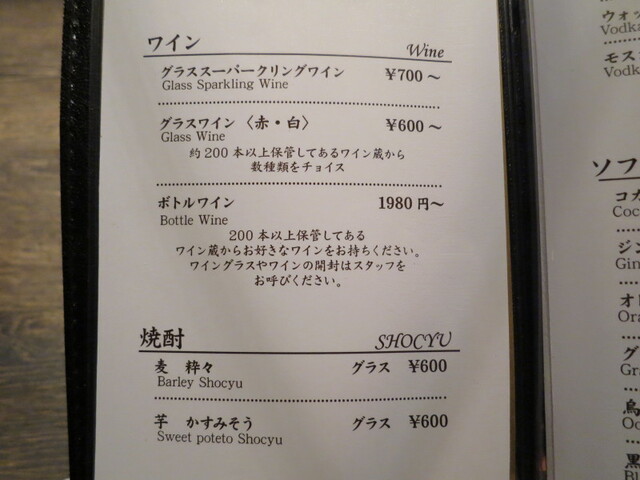 ワイン Wine
グラススパークリングワイン ¥700～
Glass Sparkling Wine
グラスワイン〈赤・白〉 ¥600～
Glass Wine
約200本以上保管してあるワイン蔵から
数種類をチョイス
ボトルワイン 1980円～
Bottle Wine
200本以上保管してある
ワイン蔵からお好きなワインをお持ちください。
ワイングラスやワインの開封はスタッフを
お呼びください。
焼酎 SHOCYU
麦 粋々 グラス ¥600
Barley Shocyu
芋 かすみそう グラス ¥600
Sweet poteto Shocyu
ウォッ
Vodka
モス
Vodk
ソフ
コカ
Coc
ジン
Gin
オレ
Ora
グ
Gra
烏
Oo
黒